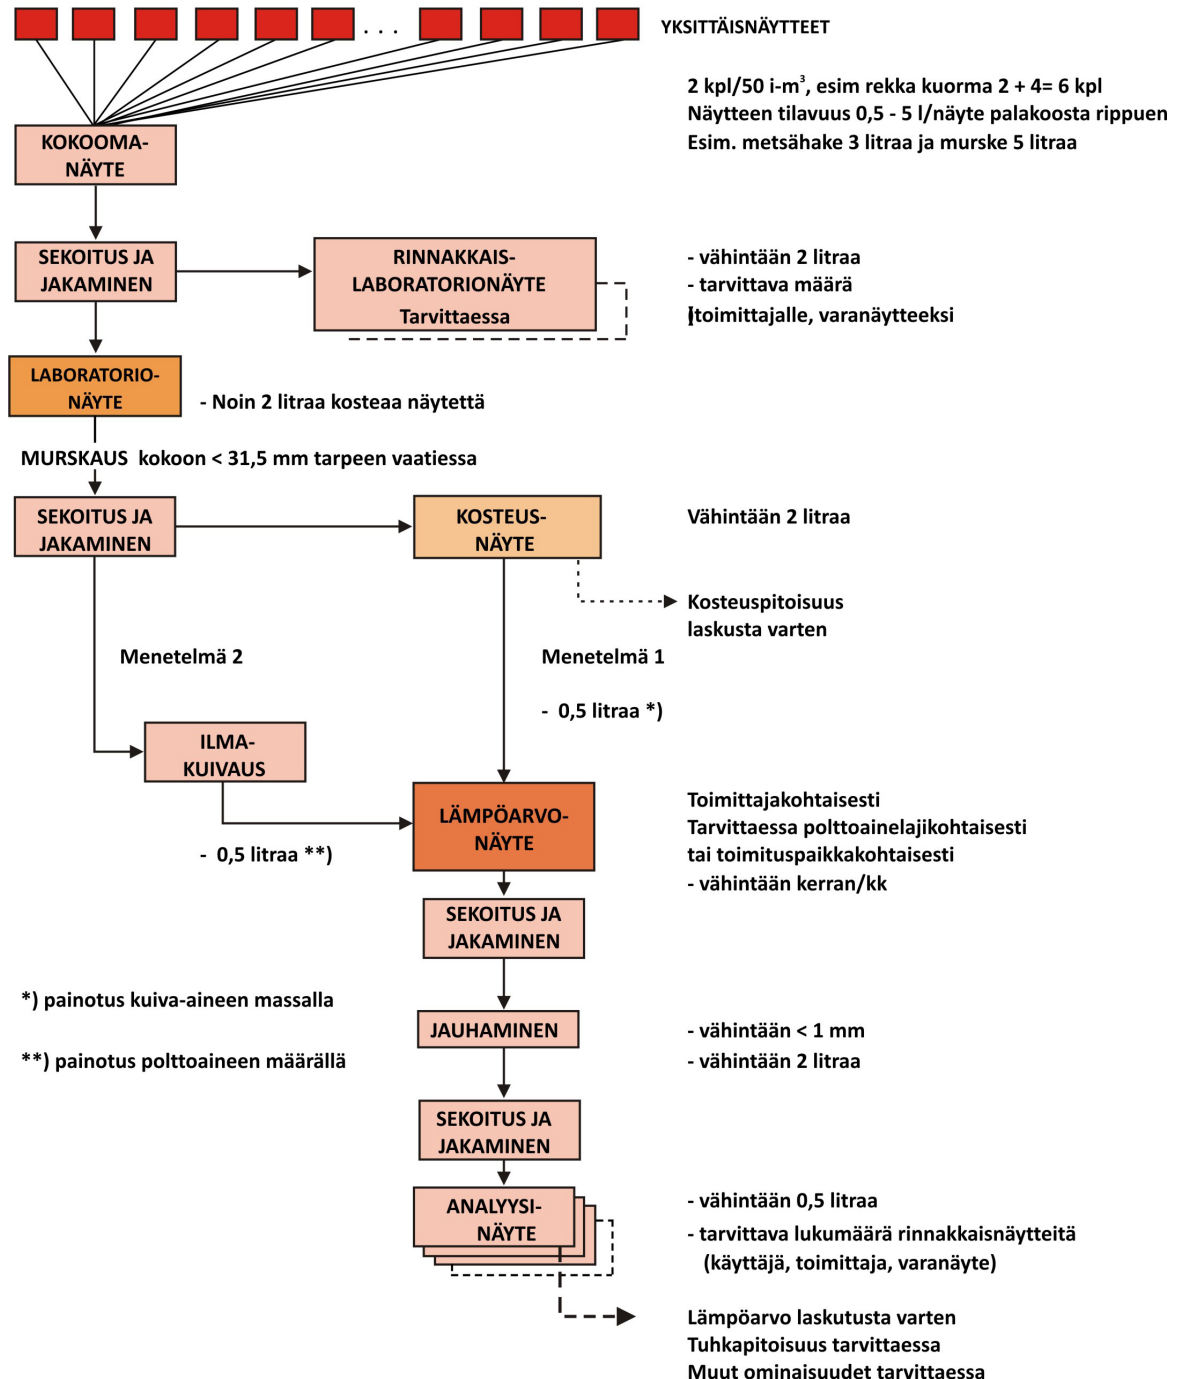 YKSITTÄISNÄYTTEET
. . .
2 kpl/50 i-m³, esim rekka kuorma 2 + 4= 6 kpl
Näytteen tilavuus 0,5 - 5 l/näyte palakoosta rippuen
Esim. metsähake 3 litraa ja murske 5 litraa
KOKOOMA-
NÄYTE
SEKOITUS JA
JAKAMINEN
RINNAKKAIS-
LABORATORIONÄYTE
Tarvittaessa
- vähintään 2 litraa
- tarvittava määrä
(toimittajalle, varanäytteeksi
LABORATORIO-
NÄYTE
- Noin 2 litraa kosteaa näytettä
MURSKAUS kokoon < 31,5 mm tarpeen vaatiessa
SEKOITUS JA
JAKAMINEN
KOSTEUS-
NÄYTE
Vähintään 2 litraa
Kosteuspitoisuus
laskusta varten
Menetelmä 2
Menetelmä 1
- 0,5 litraa *)
ILMA-
KUIVAUS
- 0,5 litraa **)
LÄMPÖARVO-
NÄYTE
Toimittajakohtaisesti
Tarvittaessa polttoainelajikohtaisesti
tai toimituspaikkakohtaisesti
- vähintään kerran/kk
SEKOITUS JA
JAKAMINEN
*) painotus kuiva-aineen massalla
**) painotus polttoaineen määrällä
JAUHAMINEN
- vähintään < 1 mm
- vähintään 2 litraa
SEKOITUS JA
JAKAMINEN
ANALYYSI-
NÄYTE
- vähintään 0,5 litraa
- tarvittava lukumäärä rinnakkaisnäytteitä
(käyttäjä, toimittaja, varanäyte)
Lämpöarvo laskutusta varten
Tuhkapitoisuus tarvittaessa
Muut ominaisuudet tarvittaessa